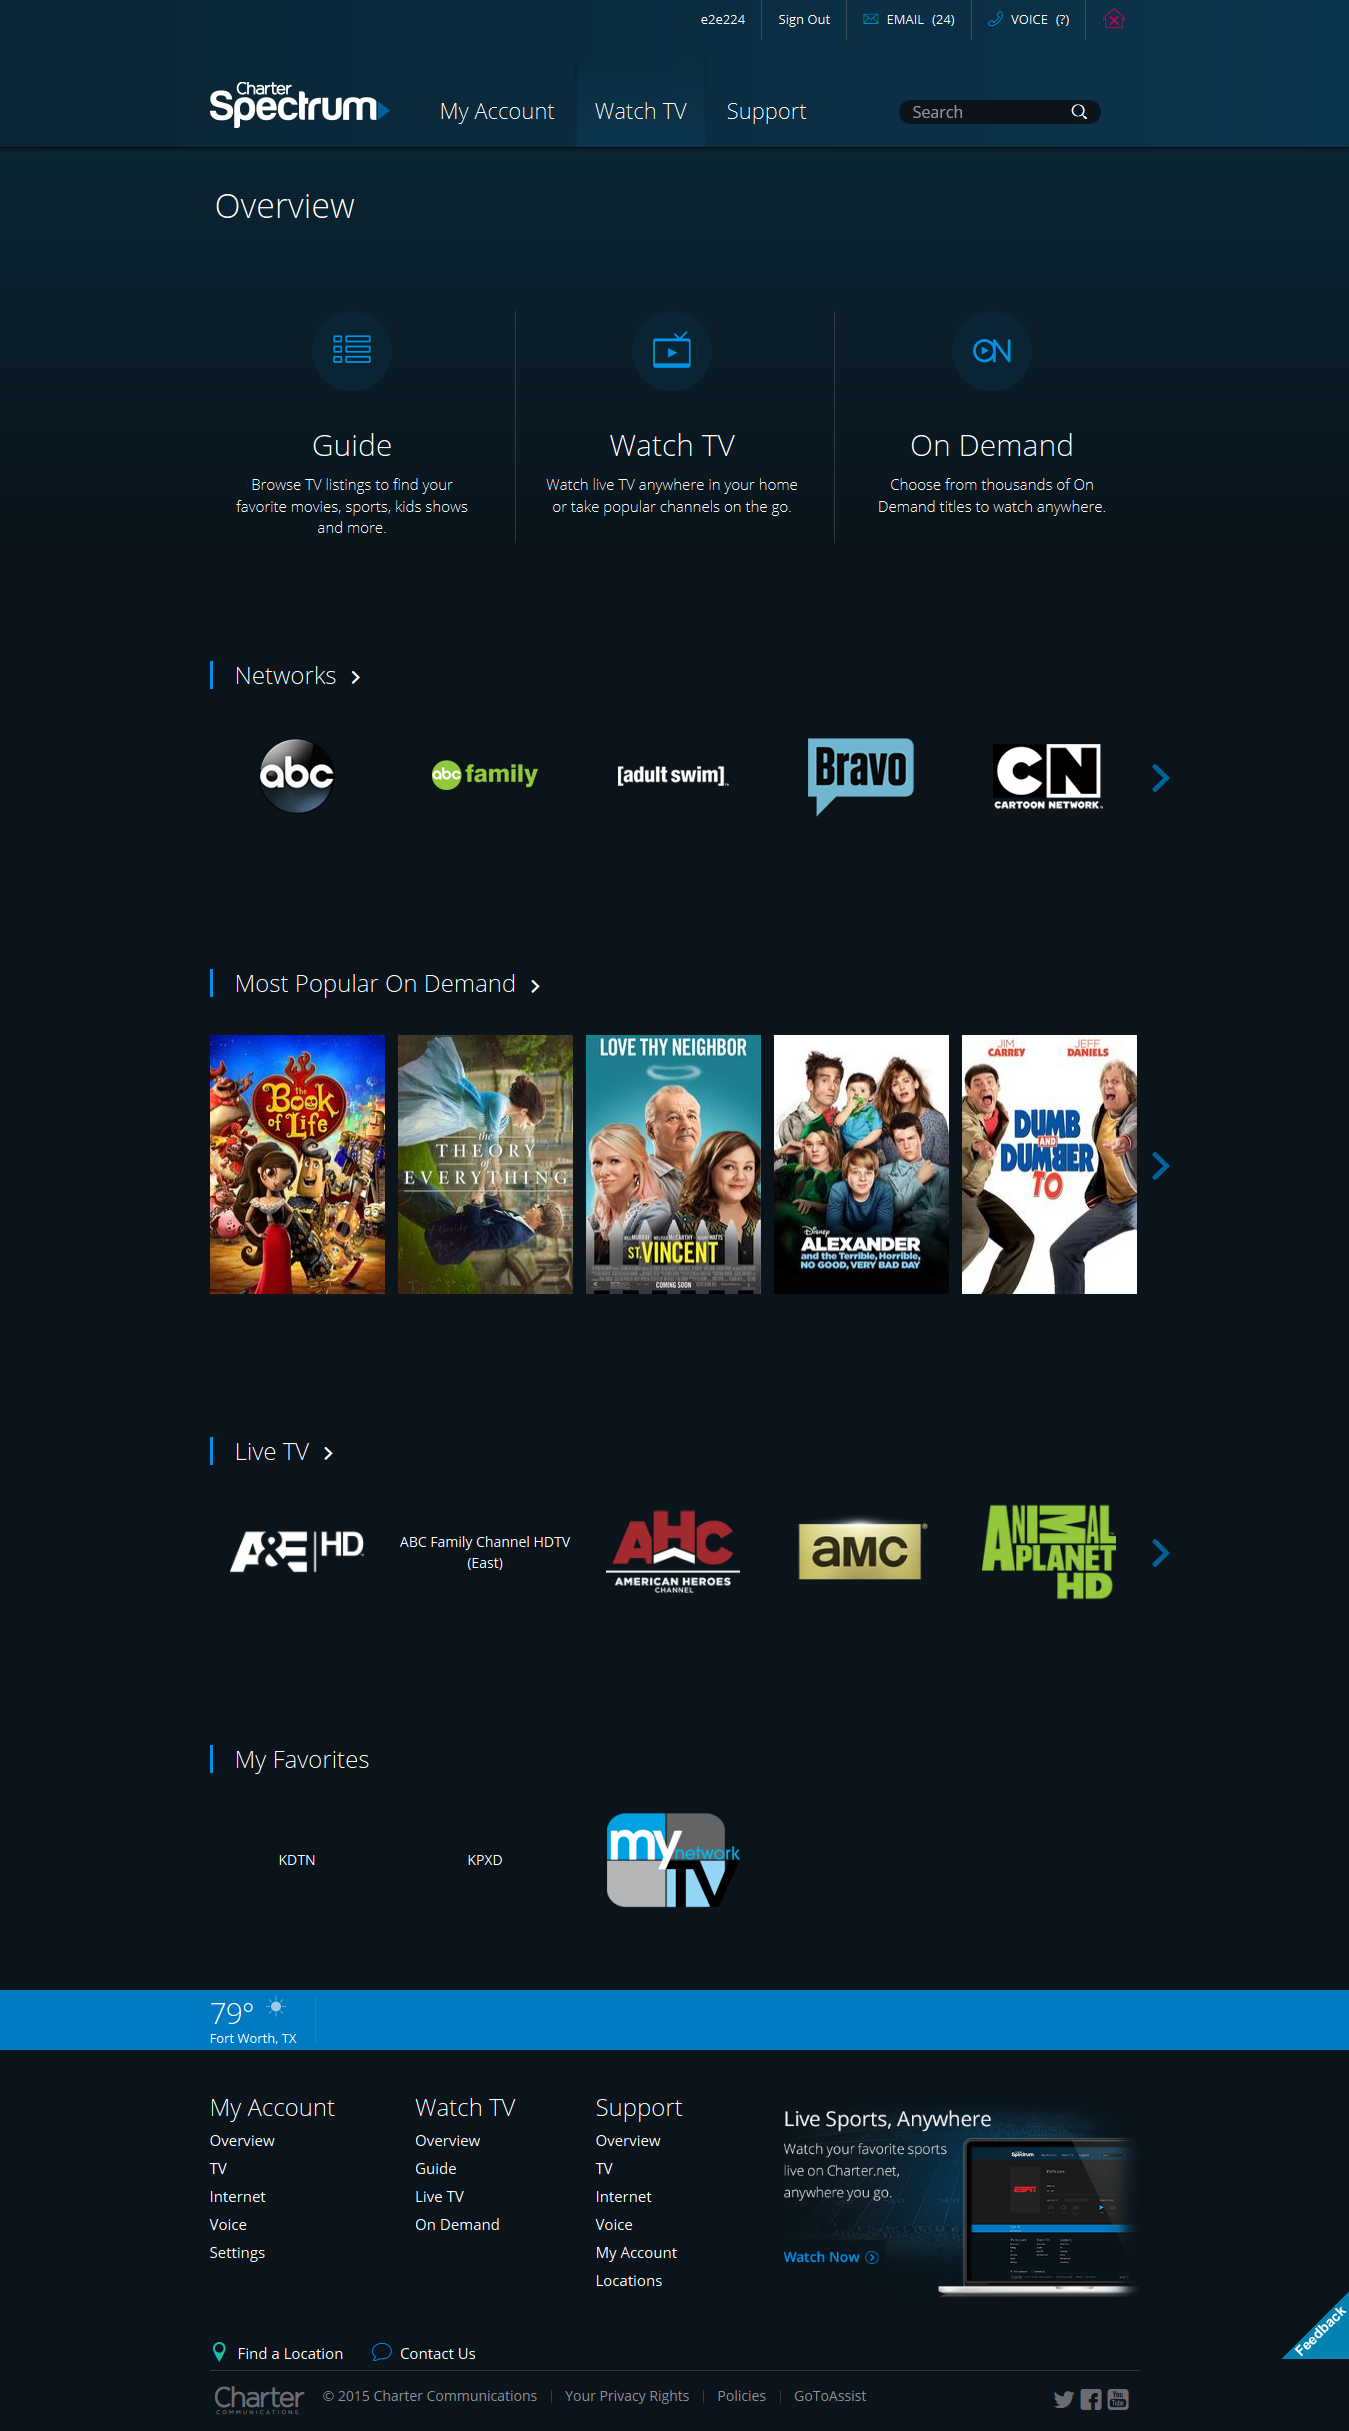 e2e224
Sign Out
EMAIL (24)
VOICE (?)
Charter
Spectrum
My Account
Watch TV
Support
Search
Overview
Guide
Browse TV listings to find your
favorite movies, sports, kids shows
and more.
Watch TV
Watch live TV anywhere in your home
or take popular channels on the go.
ON
On Demand
Choose from thousands of On
Demand titles to watch anywhere.
Networks
abc
abc family
[adult swim]
Bravo
CN
CARTOON NETWORK
Most Popular On Demand
the
Book
of Life
the
THEORY
of
EVERYTHING
LOVE THY NEIGHBOR
ST. VINCENT
COMING SOON
Disney
ALEXANDER
and the Terrible, Horrible,
NO GOOD, VERY BAD DAY
JIM
CARREY
JEFF
DANIELS
DUMB
AND
DUMBER
TO
Live TV
A&E HD
ABC Family Channel HDTV
(East)
AHC
AMERICAN HEROES
CHANNEL
aMC
ANIMAL
PLANET
HD
My Favorites
KDTN
KPXD
my network
TV
79°
Fort Worth, TX
My Account
Overview
TV
Internet
Voice
Settings
Watch TV
Overview
Guide
Live TV
On Demand
Support
Overview
TV
Internet
Voice
My Account
Locations
Live Sports, Anywhere
Watch your favorite sports
live on Charter.net,
anywhere you go.
Watch Now
Spectrum
ESPN
Feedback
Find a Location
Contact Us
Charter
COMMUNICATIONS
© 2015 Charter Communications
Your Privacy Rights
Policies
GoToAssist
You
Tube